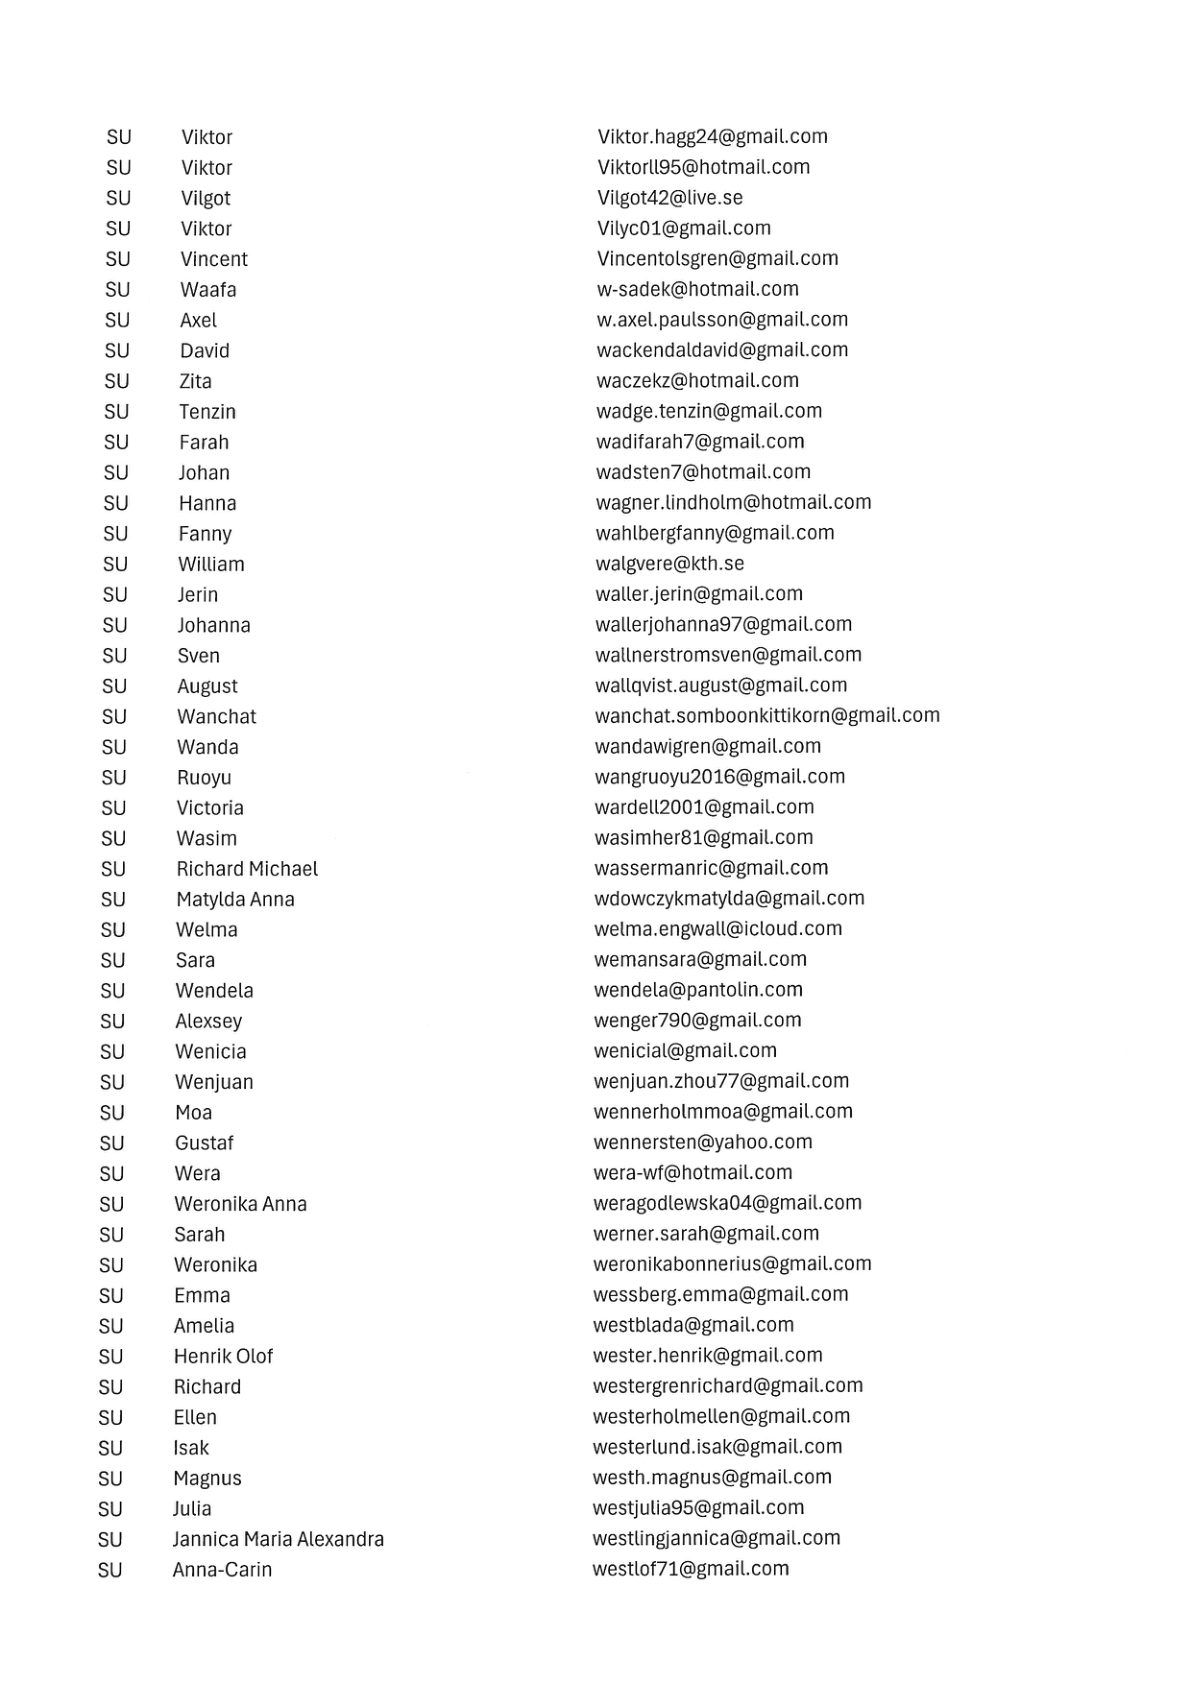 SU Viktor Viktor.hagg24@gmail.com
SU Viktor Viktorll95@hotmail.com
SU Vilgot Vilgot42@live.se
SU Viktor Vilyc01@gmail.com
SU Vincent Vincentolsgren@gmail.com
SU Waafa w-sadek@hotmail.com
SU Axel w.axel.paulsson@gmail.com
SU David wackendaldavid@gmail.com
SU Zita waczekz@hotmail.com
SU Tenzin wadge.tenzin@gmail.com
SU Farah wadifarah7@gmail.com
SU Johan wadsten7@hotmail.com
SU Hanna wagner.lindholm@hotmail.com
SU Fanny wahlbergfanny@gmail.com
SU William walgvere@kth.se
SU Jerin waller.jerin@gmail.com
SU Johanna wallerjohanna97@gmail.com
SU Sven wallnerstromsven@gmail.com
SU August wallqvist.august@gmail.com
SU Wanchat wanchat.somboonkittikorn@gmail.com
SU Wanda wandawigren@gmail.com
SU Ruoyu wangruoyu2016@gmail.com
SU Victoria wardell2001@gmail.com
SU Wasim wasimher81@gmail.com
SU Richard Michael wassermanric@gmail.com
SU Matylda Anna wdowczykmatylda@gmail.com
SU Welma welma.engwall@icloud.com
SU Sara wemansara@gmail.com
SU Wendela wendela@pantolin.com
SU Alexsey wenger790@gmail.com
SU Wenicia wenicial@gmail.com
SU Wenjuan wenjuan.zhou77@gmail.com
SU Moa wennerholmmoa@gmail.com
SU Gustaf wennersten@yahoo.com
SU Wera wera-wf@hotmail.com
SU Weronika Anna weragodlewska04@gmail.com
SU Sarah werner.sarah@gmail.com
SU Weronika weronikabonnerius@gmail.com
SU Emma wessberg.emma@gmail.com
SU Amelia westblada@gmail.com
SU Henrik Olof wester.henrik@gmail.com
SU Richard westergrenrichard@gmail.com
SU Ellen westerholmellen@gmail.com
SU Isak westerlund.isak@gmail.com
SU Magnus westh.magnus@gmail.com
SU Julia westjulia95@gmail.com
SU Jannica Maria Alexandra westlingjannica@gmail.com
SU Anna-Carin westlof71@gmail.com